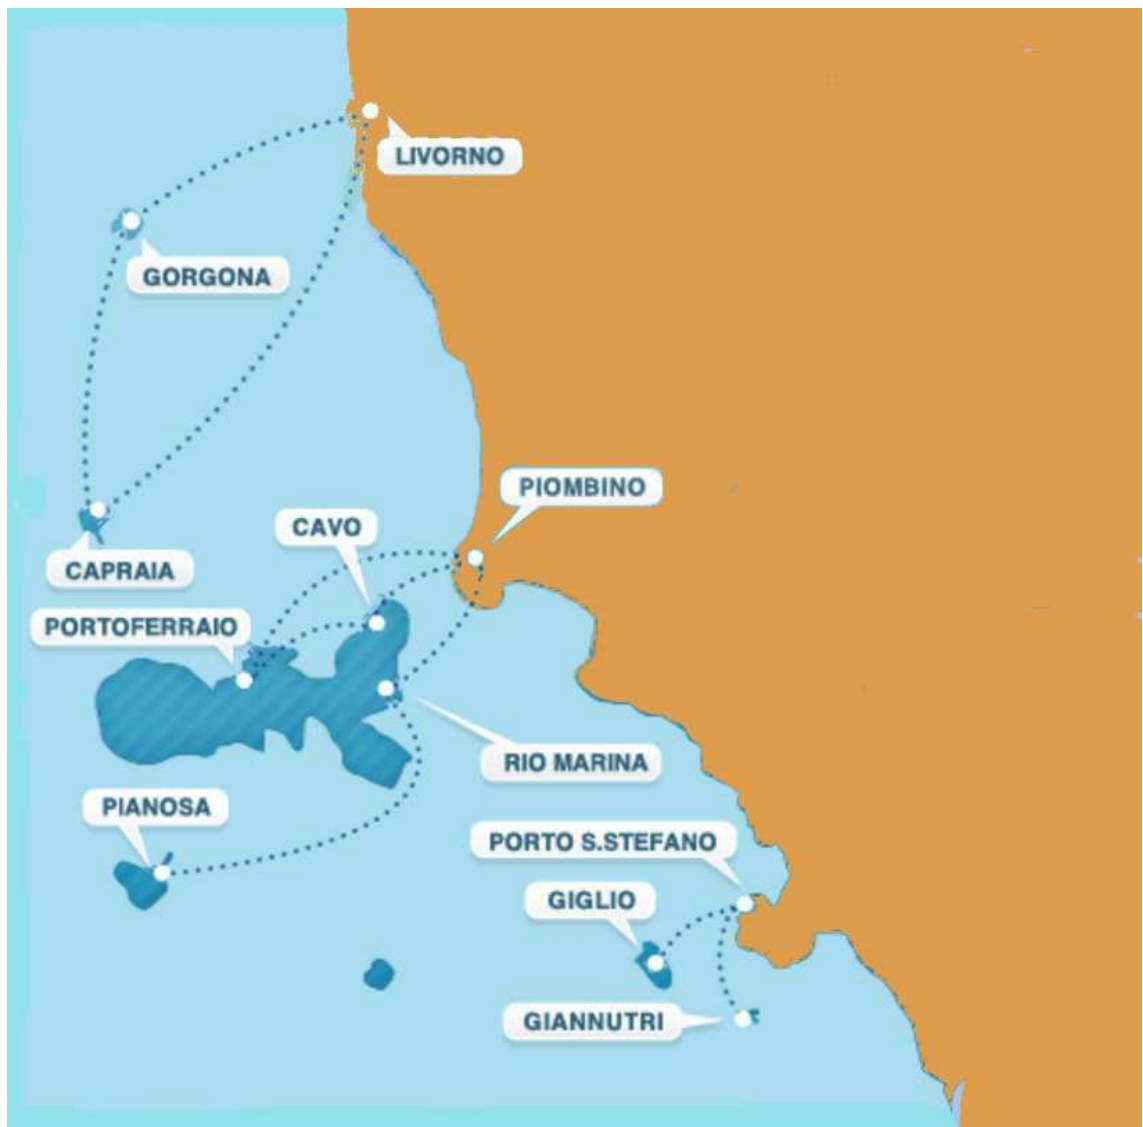 LIVORNO
GORGONA
PIOMBINO
CAVO
CAPRAIA
PORTOFERRAIO
RIO MARINA
PIANOSA
PORTO S.STEFANO
GIGLIO
GIANNUTRI